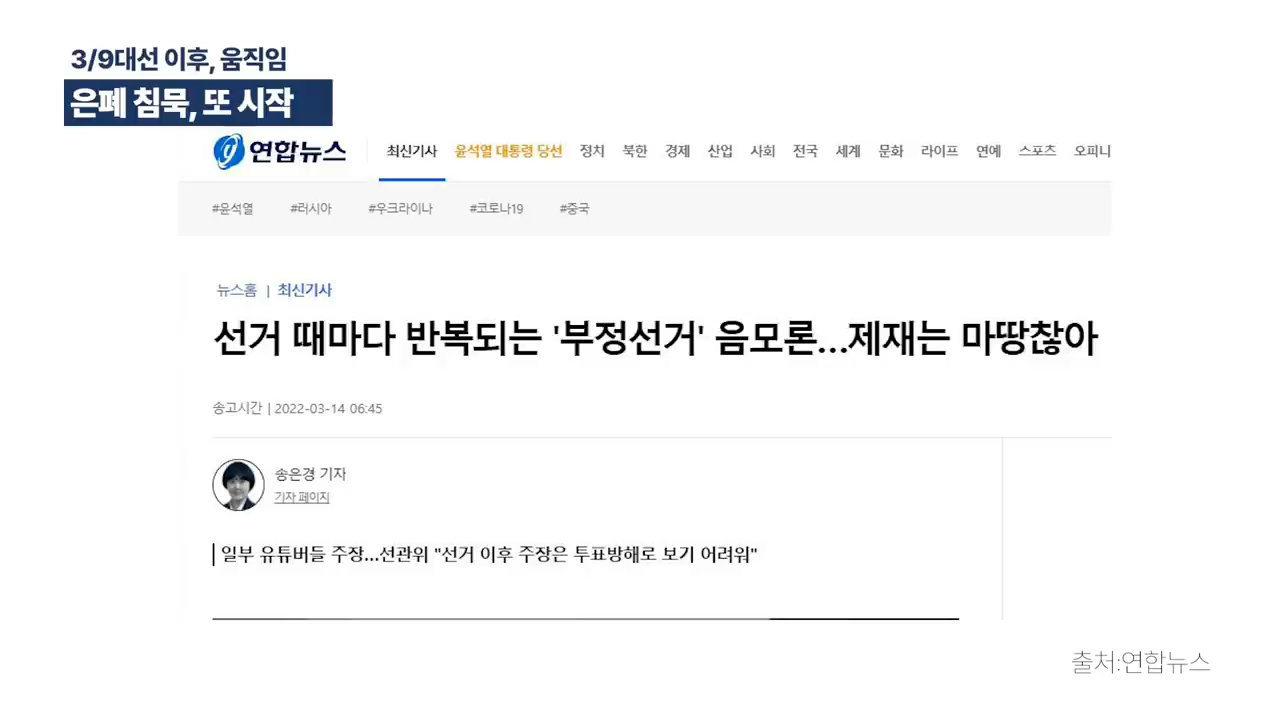 3/9대선 이후, 움직임
은폐 침묵, 또 시작
연합뉴스 최신기사 윤석열 대통령 당선 정치 북한 경제 산업 사회 전국 세계 문화 라이프 연예 스포츠 오피니
#윤석열 #러시아 #우크라이나 #코로나19 #중국
뉴스홈 | 최신기사
선거 때마다 반복되는 '부정선거' 음모론...제재는 마땅찮아
송고시간 | 2022-03-14 06:45
송은경 기자
기자 페이지
일부 유튜버들 주장...선관위 "선거 이후 주장은 투표방해로 보기 어려워"
출처:연합뉴스